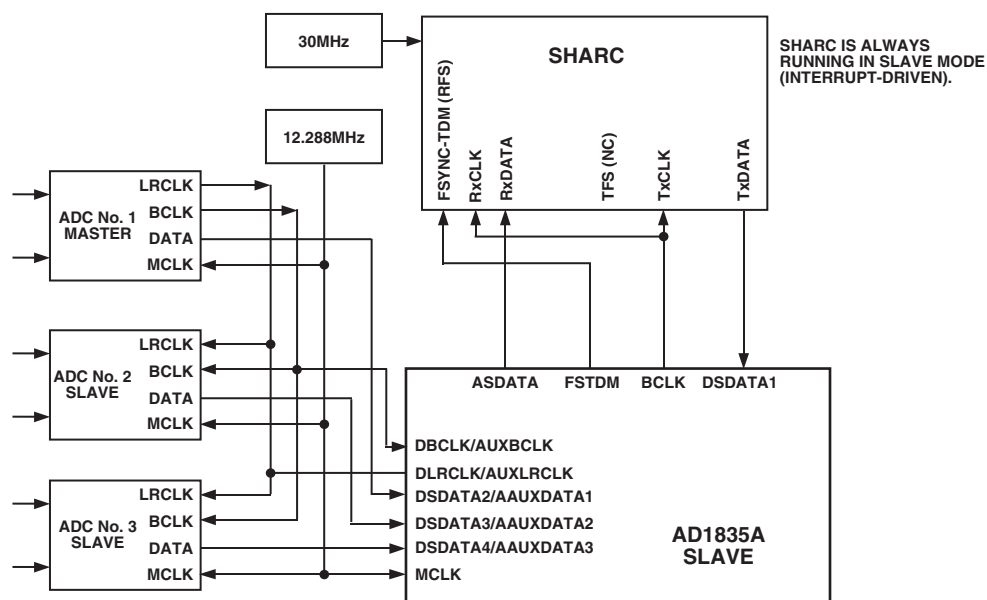 30MHz
SHARC
SHARC IS ALWAYS
RUNNING IN SLAVE MODE
(INTERRUPT-DRIVEN).
12.288MHz
FSYNC-TDM (RFS)
RxCLK
RxDATA
TFS (NC)
TxCLK
TxDATA
ADC No. 1
MASTER
LRCLK
BCLK
DATA
MCLK
ADC No. 2
SLAVE
LRCLK
BCLK
DATA
MCLK
ADC No. 3
SLAVE
LRCLK
BCLK
DATA
MCLK
ASDATA
FSTDM
BCLK
DSDATA1
DBCLK/AUXBCLK
DLRCLK/AUXLRCLK
DSDATA2/AAUXDATA1
DSDATA3/AAUXDATA2
DSDATA4/AAUXDATA3
MCLK
AD1835A
SLAVE